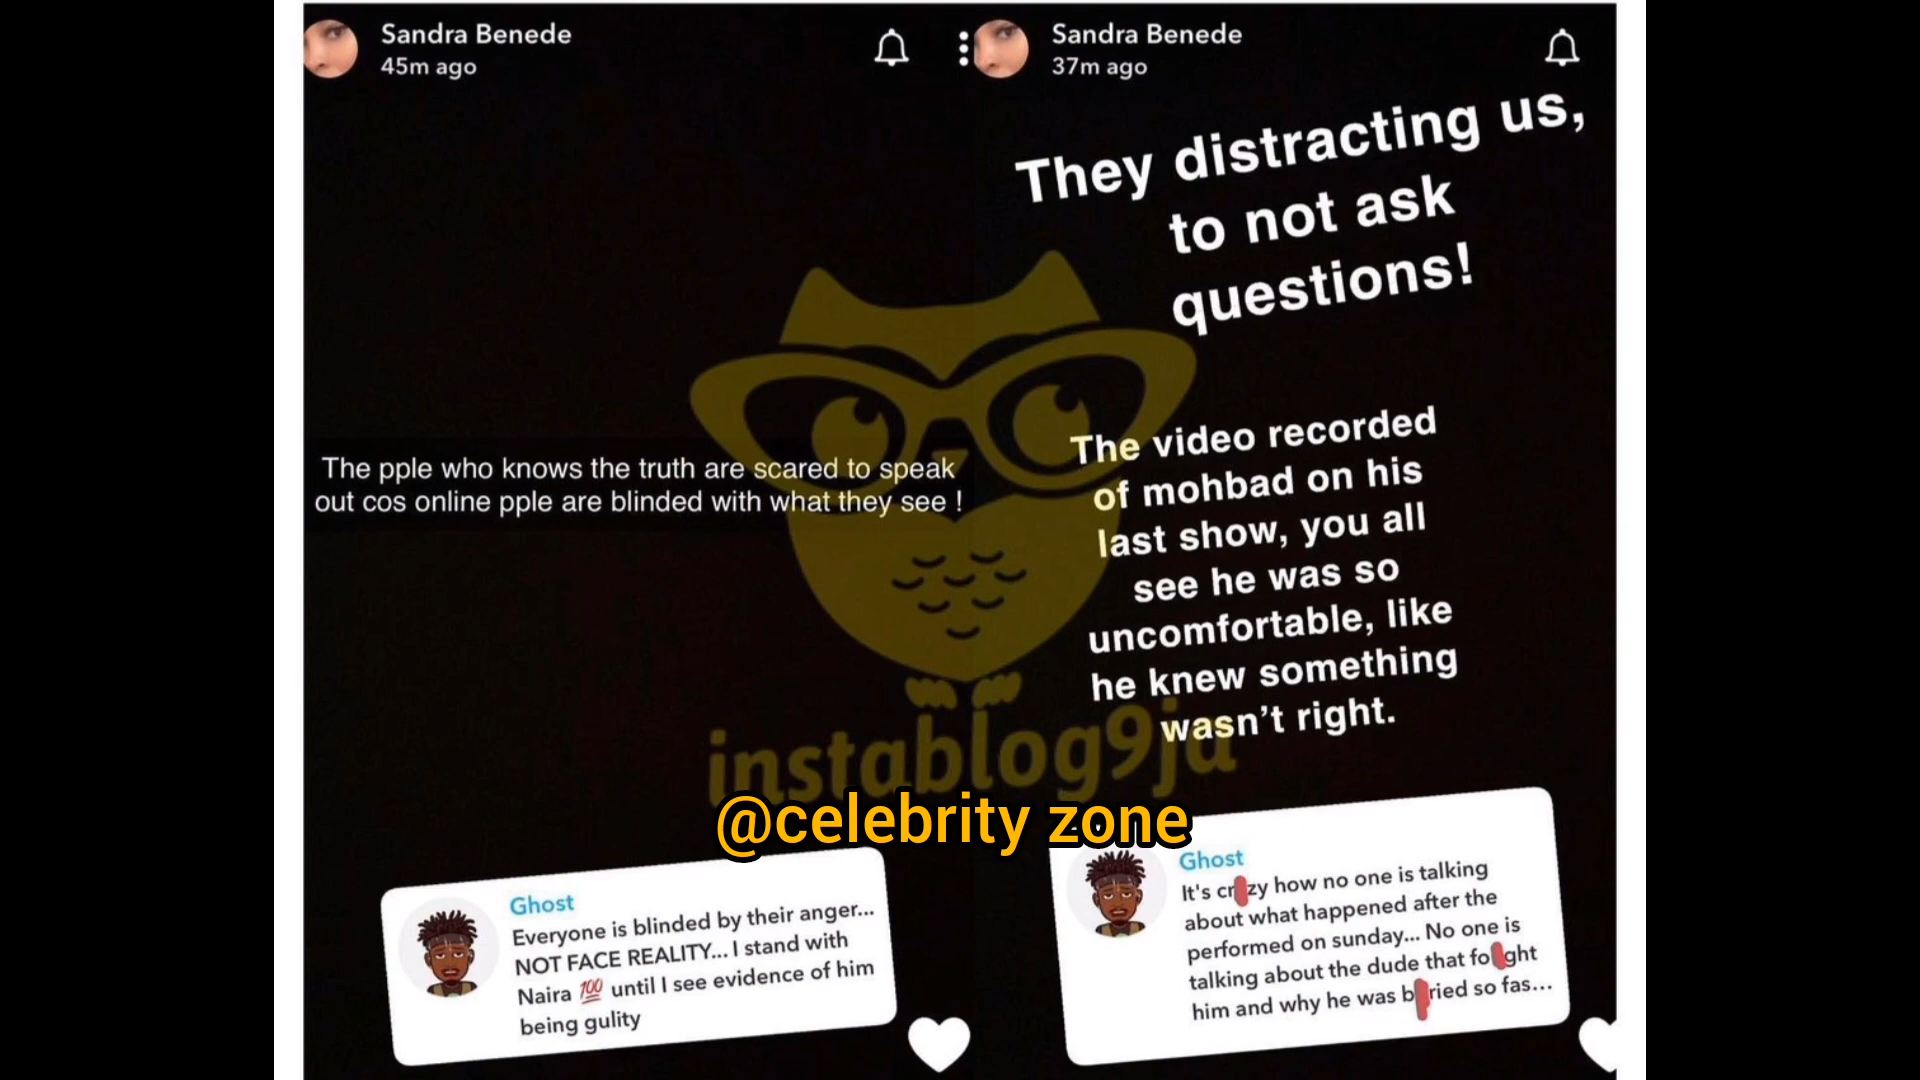 Sandra Benede
45m ago
The pple who knows the truth are scared to speak
out cos online pple are blinded with what they see !
Ghost
Everyone is blinded by their anger...
NOT FACE REALITY... I stand with
Naira 💯 until I see evidence of him
being gulity
Sandra Benede
37m ago
They distracting us,
to not ask
questions!
The video recorded
of mohbad on his
last show, you all
see he was so
uncomfortable, like
he knew something
wasn't right.
Ghost
It's cr zy how no one is talking
about what happened after the
performed on sunday... No one is
talking about the dude that fo ght
him and why he was b ried so fas...
instablog9ja
@celebrity zone